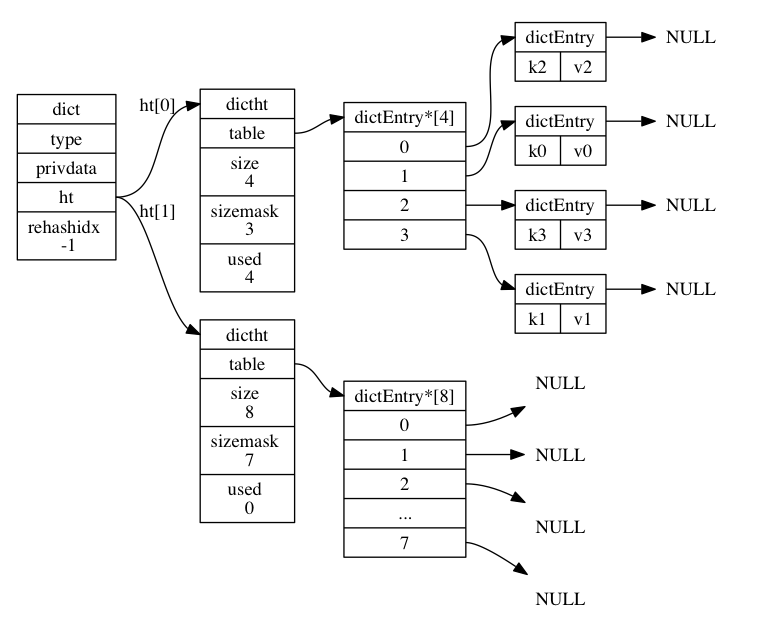 dict
type
privdata
ht
rehashidx
-1
ht[0]
ht[1]
dictht
table
size
4
sizemask
3
used
4
dictEntry*[4]
0
1
2
3
dictEntry
k2 v2
NULL
dictEntry
k0 v0
NULL
dictEntry
k3 v3
NULL
dictEntry
k1 v1
NULL
dictht
table
size
8
sizemask
7
used
0
dictEntry*[8]
0
1
2
...
7
NULL
NULL
NULL
NULL